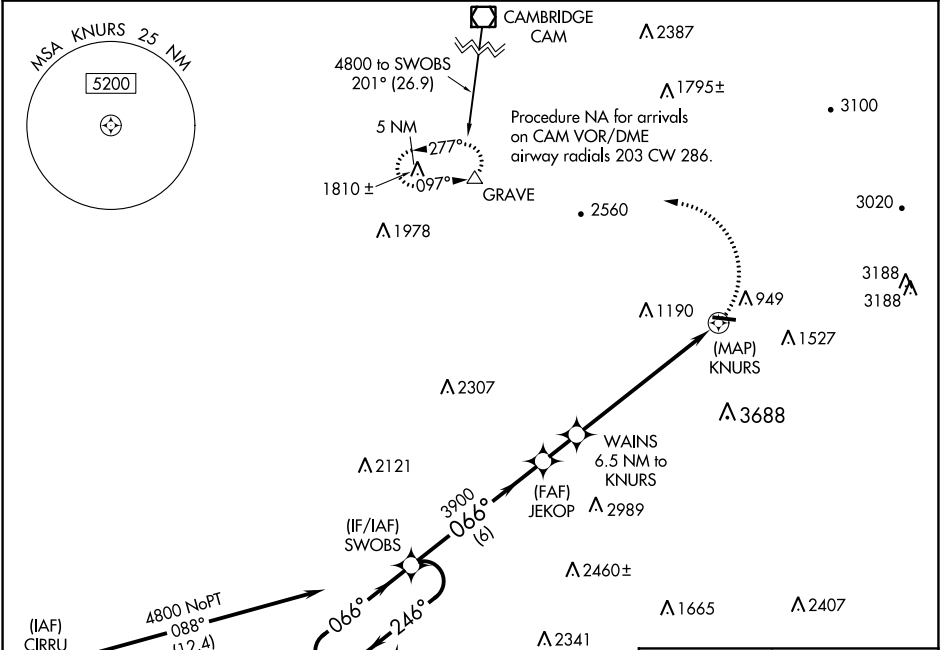 MSA KNURS 25 NM
5200
CAMBRIDGE
CAM
4800 to SWOBS
201° (26.9)
2387
1795±
3100
Procedure NA for arrivals
on CAM VOR/DME
airway radials 203 CW 286.
5 NM
277°
097°
1810 ±
GRAVE
1978
2560
3020
3188
3188
1190
949
1527
(MAP)
KNURS
2307
3688
WAINS
6.5 NM to
KNURS
2121
(FAF)
JEKOP
2989
3900
066°
(6)
(IF/IAF)
SWOBS
2460±
066°
246°
4800 NoPT
088°
(12.4)
(IAF)
CIRRU
1665
2407
2341